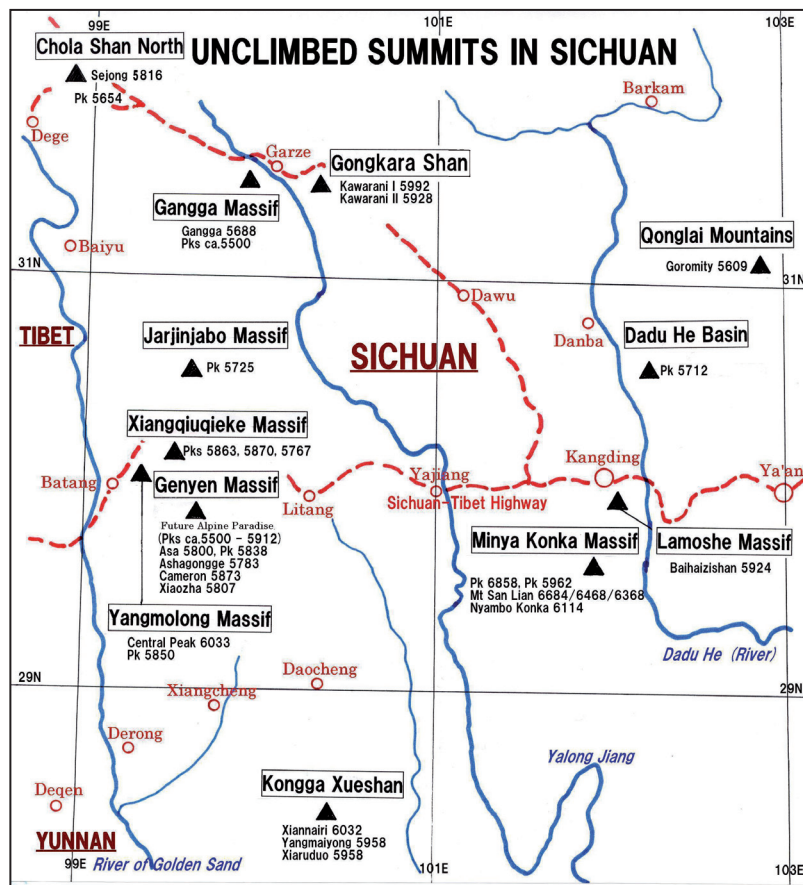 99E
101E
103E
UNCLIMBED SUMMITS IN SICHUAN
Chola Shan North
Sejong 5816
Pk 5654
Barkam
Dege
Garze
Gongkara Shan
Kawarani I 5992
Kawarani II 5928
Gangga Massif
Gangga 5688
Pks ca.5500
Qonglai Mountains
Goromity 5609
Baiyu
31N
31N
Dawu
TIBET
Jarjinjabo Massif
Pk 5725
SICHUAN
Danba
Dadu He Basin
Pk 5712
Xiangqiuqieke Massif
Pks 5863, 5870, 5767
Batang
Genyen Massif
Future Alpine Paradise
(Pks ca.5500 - 5912)
Asa 5800, Pk 5838
Ashagongge 5783
Cameron 5873
Xiaozha 5807
Litang
Yajiang
Sichuan-Tibet Highway
Kangding
Ya'an
Minya Konka Massif
Pk 6858, Pk 5962
Mt San Lian 6684/6468/6368
Nyambo Konka 6114
Lamoshe Massif
Baihaizishan 5924
Yangmolong Massif
Central Peak 6033
Pk 5850
Dadu He (River)
29N
29N
Daocheng
Xiangcheng
Derong
Yalong Jiang
Deqen
Kongga Xueshan
Xiannairi 6032
Yangmaiyong 5958
Xiaruduo 5958
YUNNAN
99E
River of Golden Sand
101E
103E